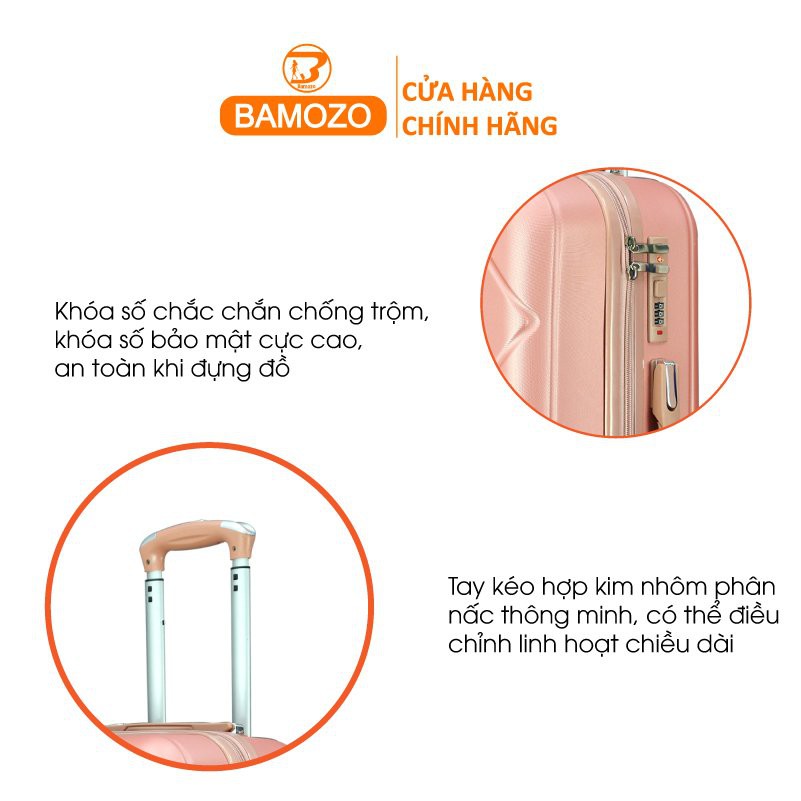 Bamozo
BAMOZO
CỬA HÀNG
CHÍNH HÃNG
Khóa số chắc chắn chống trộm,
khóa số bảo mật cực cao,
an toàn khi đựng đồ
Tay kéo hợp kim nhôm phân
nấc thông minh, có thể điều
chỉnh linh hoạt chiều dài